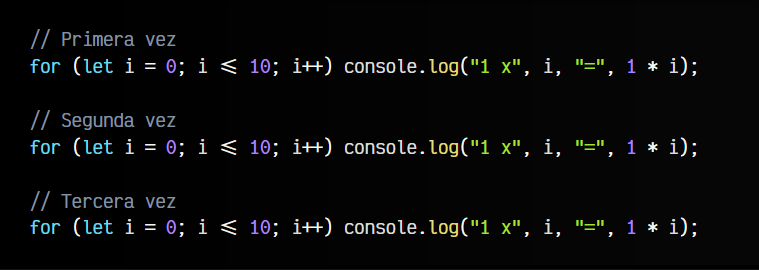 // Primera vez
for (let i = 0; i <= 10; i++) console.log("1 x", i, "=", 1 * i);
// Segunda vez
for (let i = 0; i <= 10; i++) console.log("1 x", i, "=", 1 * i);
// Tercera vez
for (let i = 0; i <= 10; i++) console.log("1 x", i, "=", 1 * i);